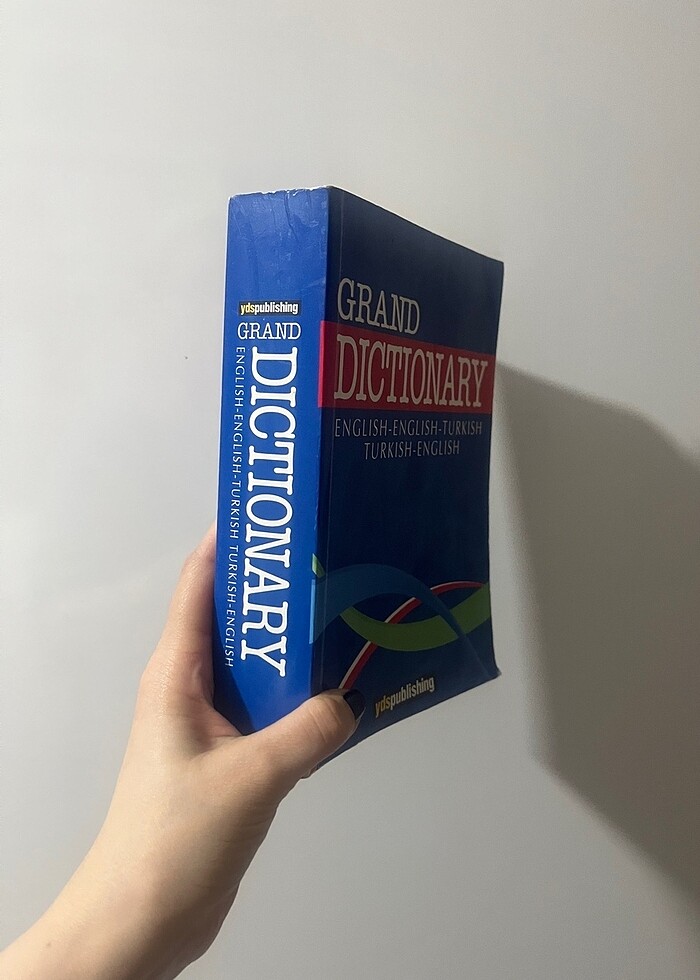 ydspublishing
GRAND
DICTIONARY
ENGLISH-ENGLISH-TURKISH TURKISH-ENGLISH
GRAND
DICTIONARY
ENGLISH-ENGLISH-TURKISH
TURKISH-ENGLISH
ydspublishing